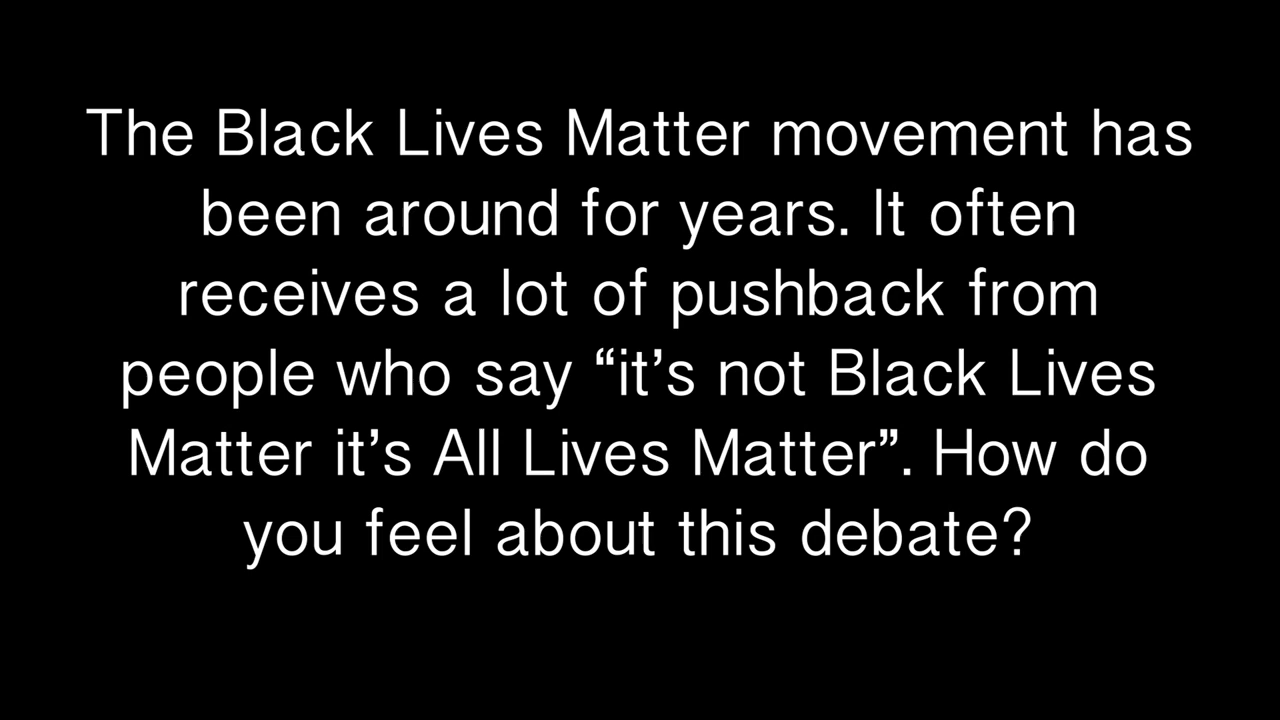 The Black Lives Matter movement has
been around for years. It often
receives a lot of pushback from
people who say “it’s not Black Lives
Matter it’s All Lives Matter”. How do
you feel about this debate?